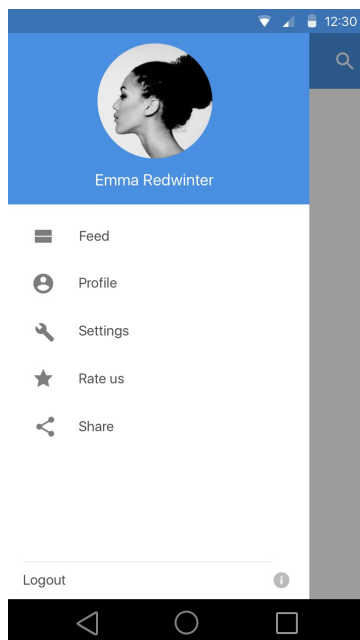 12:30
Emma Redwinter
Feed
Profile
Settings
Rate us
Share
Logout